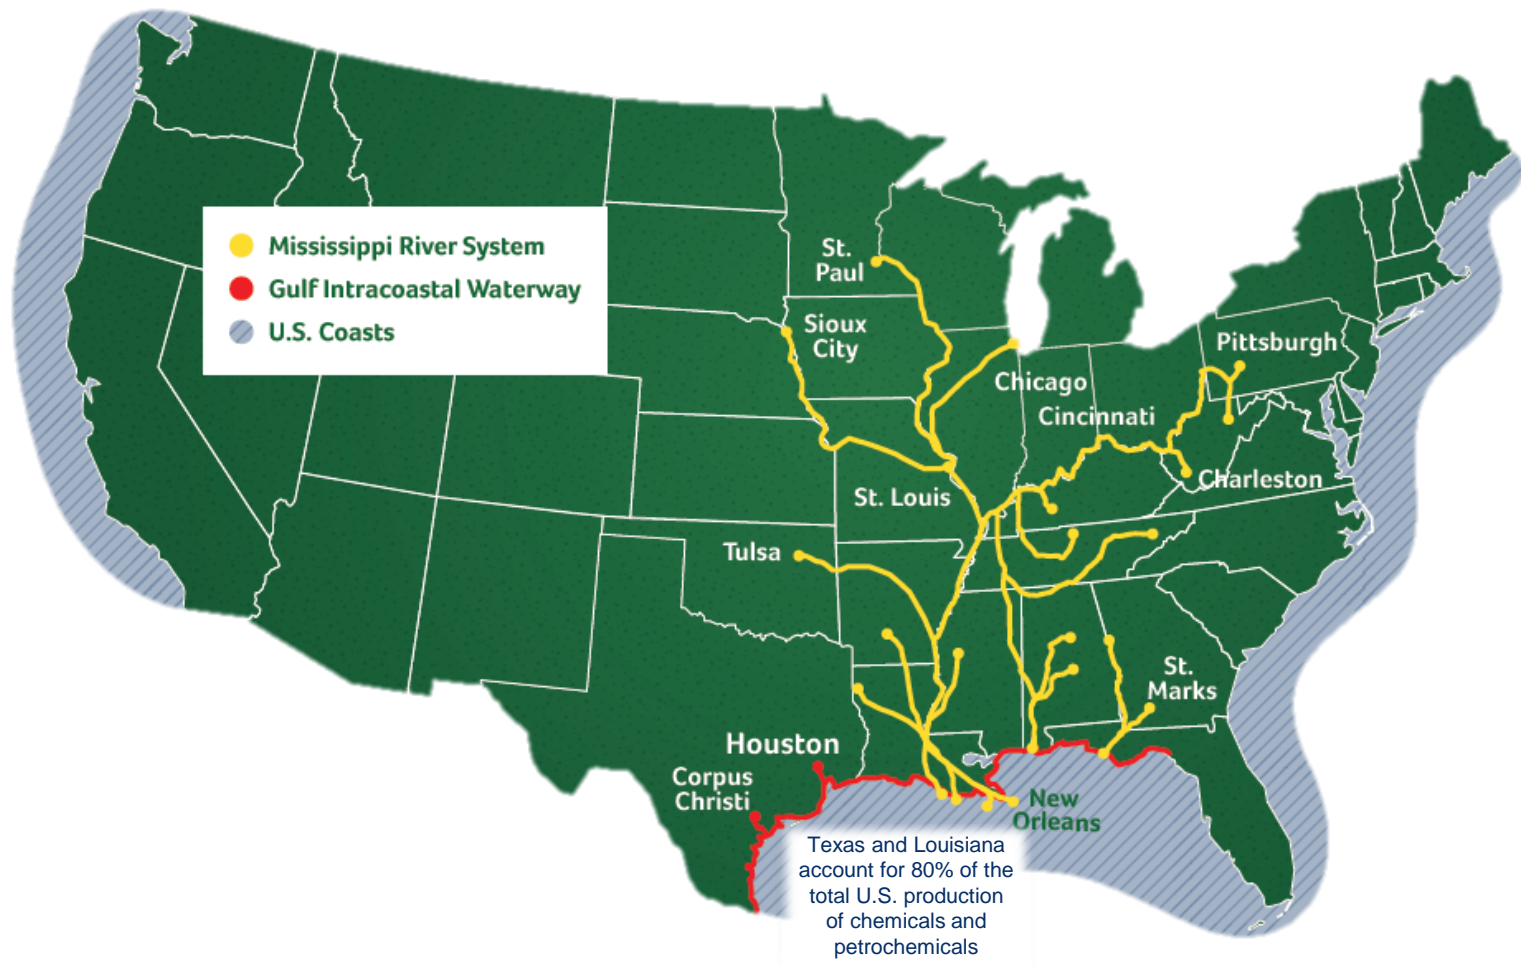 Mississippi River System
Gulf Intracoastal Waterway
U.S. Coasts
St.
Paul
Sioux
City
Chicago
Pittsburgh
Cincinnati
Charleston
St. Louis
Tulsa
St.
Marks
Houston
Corpus
Christi
New
Orleans
Texas and Louisiana
account for 80% of the
total U.S. production
of chemicals and
petrochemicals